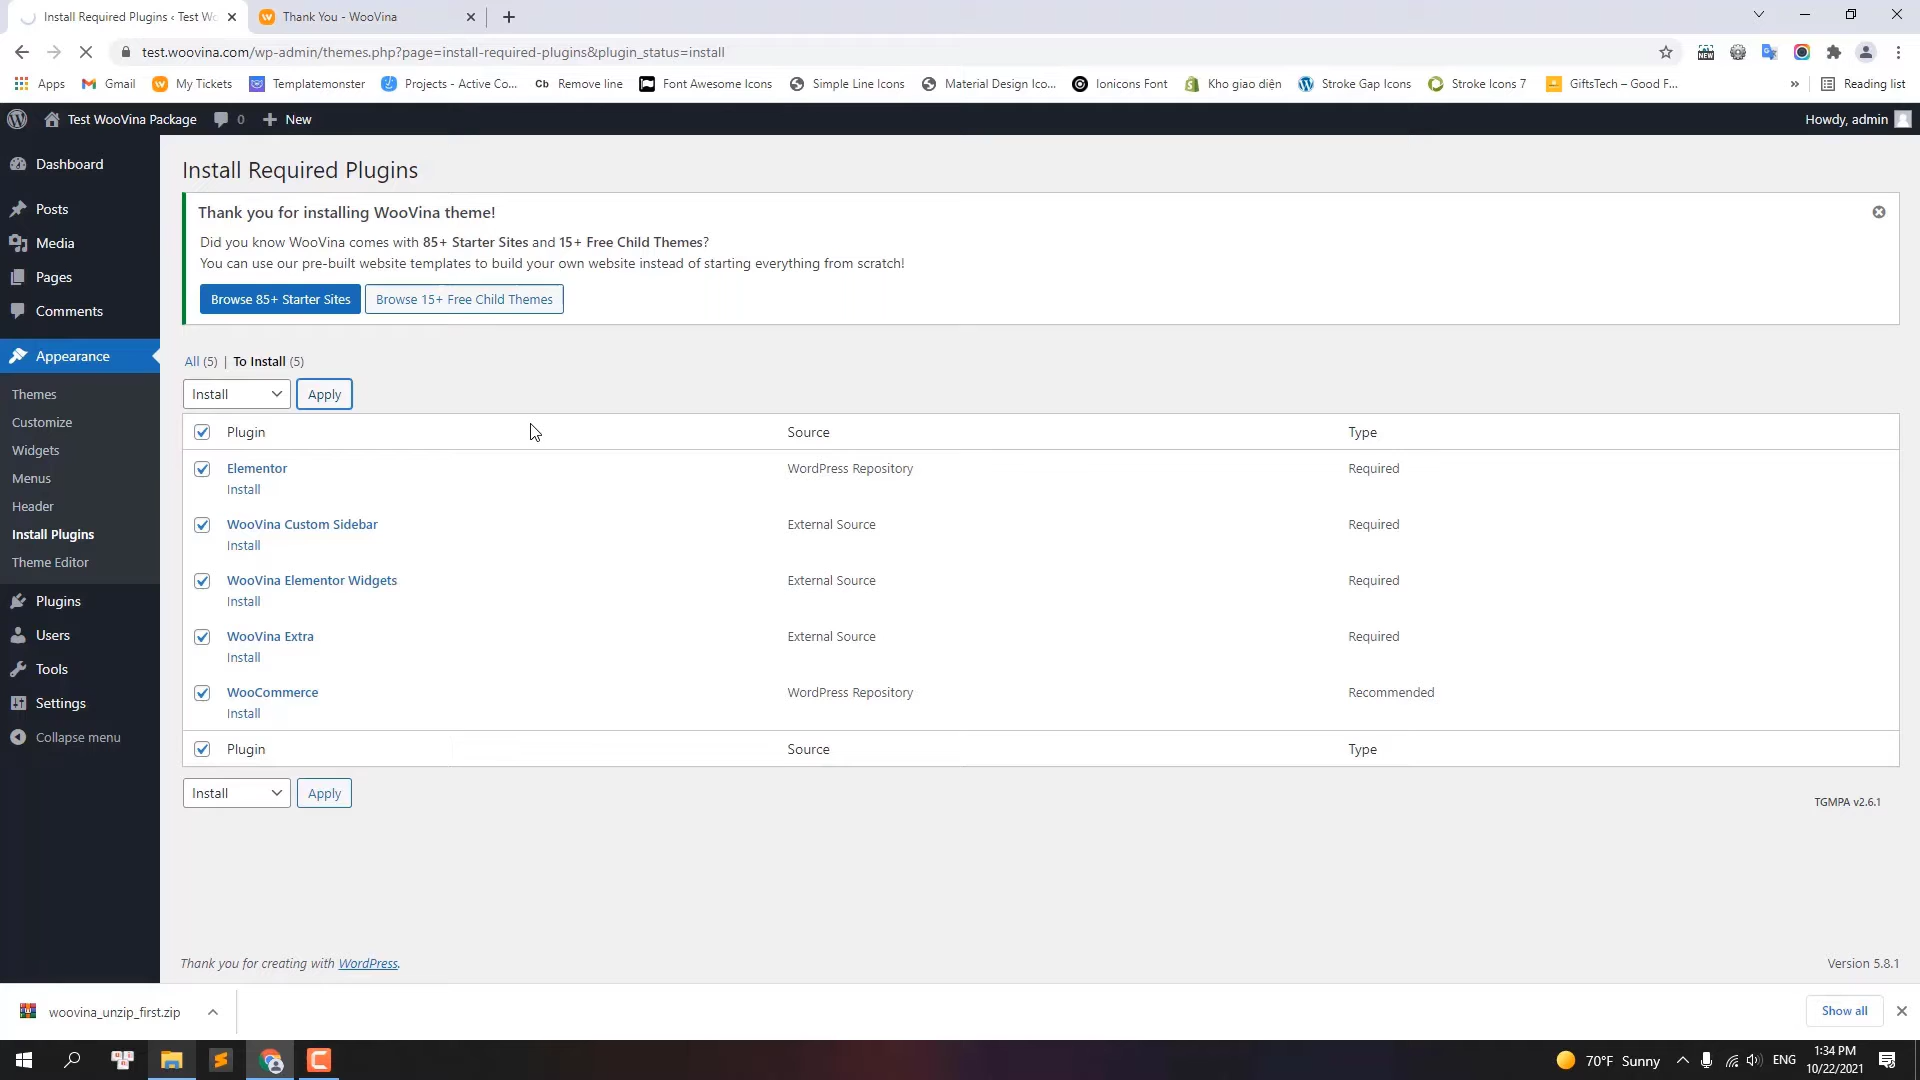 Install Required Plugins ‹ Test Wo
Thank You - WooVina
test.woovina.com/wp-admin/themes.php?page=install-required-plugins&plugin_status=install
Apps
Gmail
My Tickets
Templatemonster
Projects - Active Co...
Cb Remove line
Font Awesome Icons
Simple Line Icons
Material Design Ico...
Ionicons Font
Kho giao diện
Stroke Gap Icons
Stroke Icons 7
GiftsTech – Good F...
»
Reading list
Test WooVina Package
0
New
Howdy, admin
Dashboard
Posts
Media
Pages
Comments
Appearance
Themes
Customize
Widgets
Menus
Header
Install Plugins
Theme Editor
Plugins
Users
Tools
Settings
Collapse menu
Install Required Plugins
Thank you for installing WooVina theme!
Did you know WooVina comes with 85+ Starter Sites and 15+ Free Child Themes?
You can use our pre-built website templates to build your own website instead of starting everything from scratch!
Browse 85+ Starter Sites
Browse 15+ Free Child Themes
All (5) | To Install (5)
Install
Apply
Plugin Source Type
Elementor WordPress Repository Required
Install
WooVina Custom Sidebar External Source Required
Install
WooVina Elementor Widgets External Source Required
Install
WooVina Extra External Source Required
Install
WooCommerce WordPress Repository Recommended
Install
Plugin Source Type
Install
Apply
TGMPA v2.6.1
Thank you for creating with WordPress.
Version 5.8.1
woovina_unzip_first.zip
Show all
70°F Sunny
ENG
1:34 PM
10/22/2021